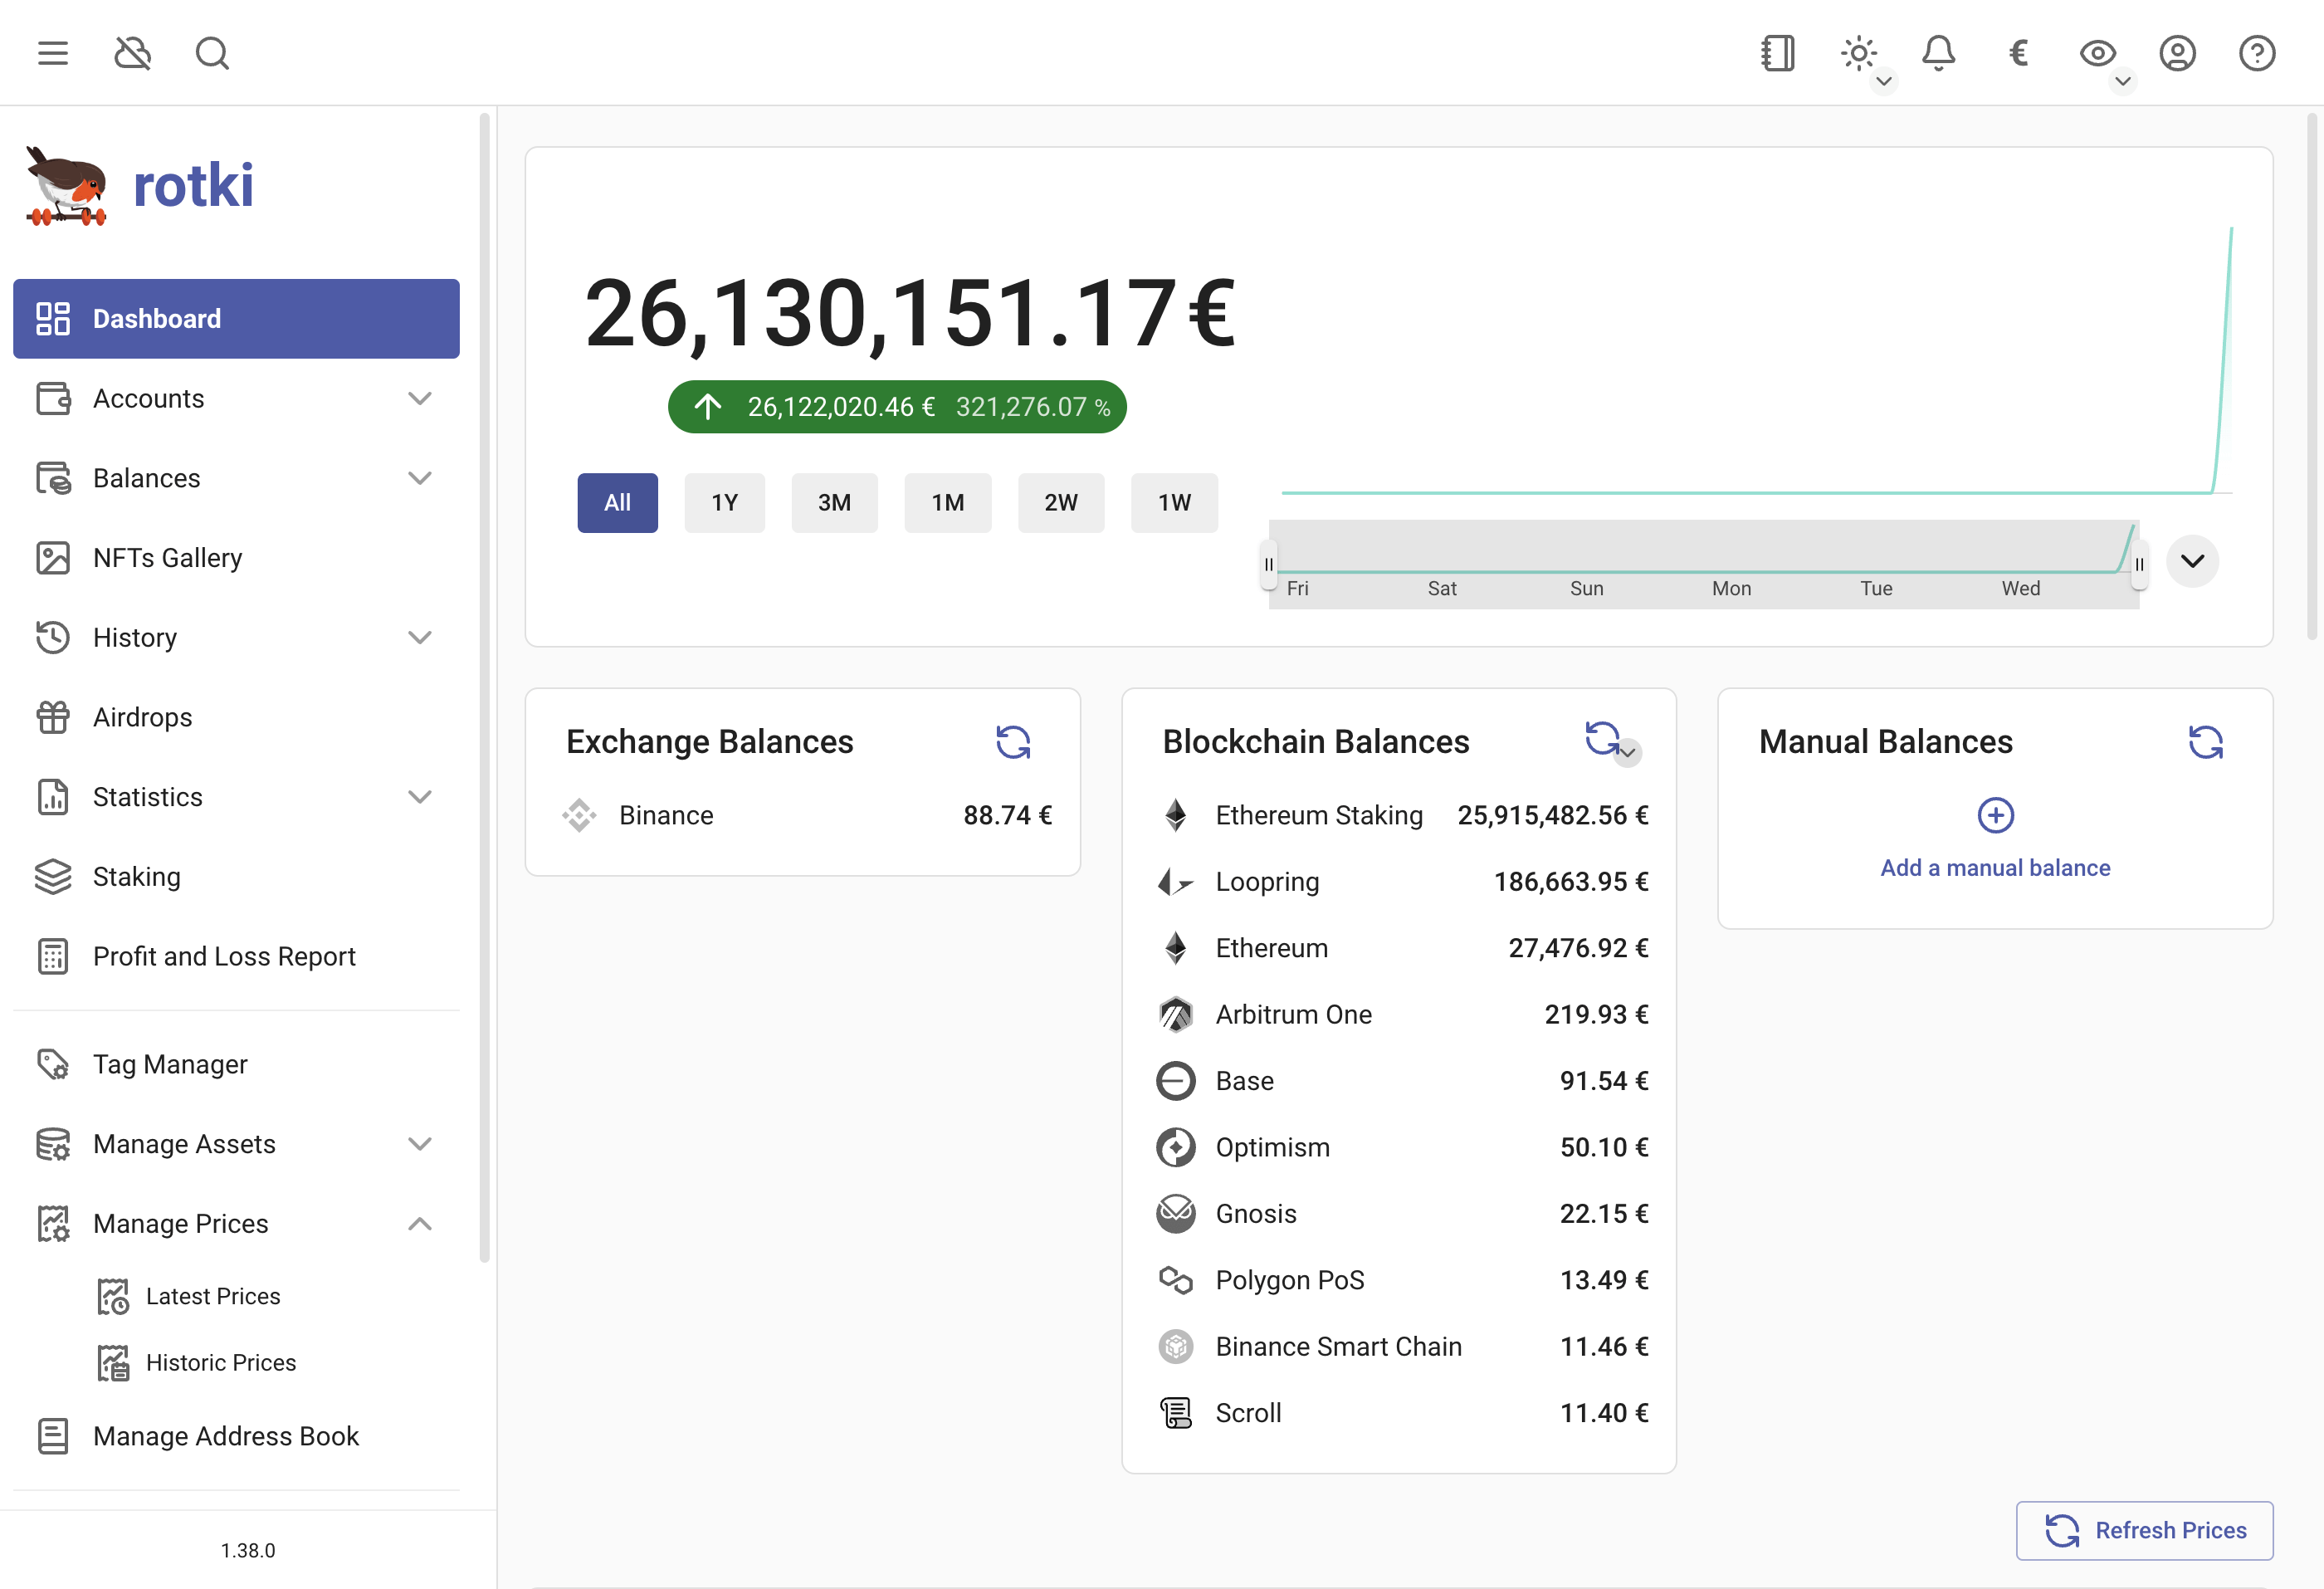 rotki
Dashboard
Accounts
Balances
NFTs Gallery
History
Airdrops
Statistics
Staking
Profit and Loss Report
Tag Manager
Manage Assets
Manage Prices
Latest Prices
Historic Prices
Manage Address Book
1.38.0
€
26,130,151.17 €
26,122,020.46 € 321,276.07 %
All 1Y 3M 1M 2W 1W
Fri Sat Sun Mon Tue Wed
Exchange Balances
Binance 88.74 €
Blockchain Balances
Ethereum Staking 25,915,482.56 €
Loopring 186,663.95 €
Ethereum 27,476.92 €
Arbitrum One 219.93 €
Base 91.54 €
Optimism 50.10 €
Gnosis 22.15 €
Polygon PoS 13.49 €
Binance Smart Chain 11.46 €
Scroll 11.40 €
Manual Balances
Add a manual balance
Refresh Prices